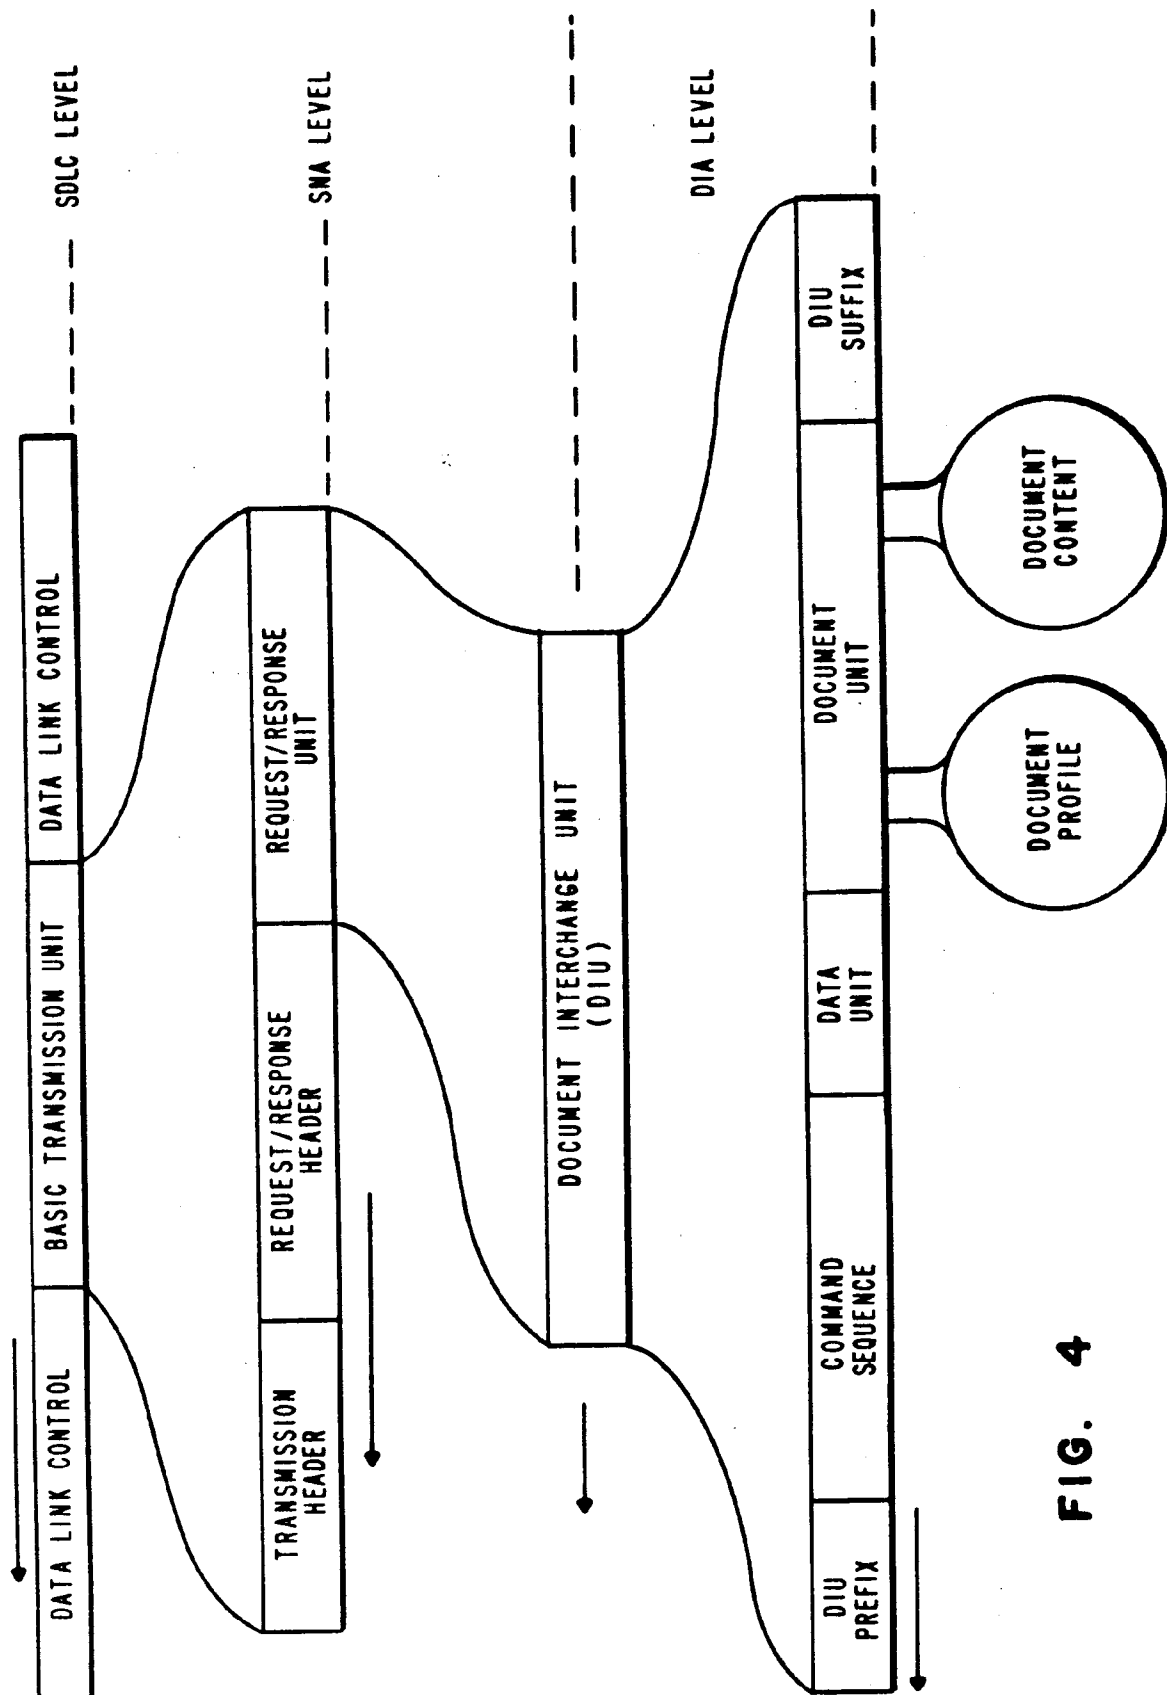 SDLC LEVEL
DATA LINK CONTROL
BASIC TRANSMISSION UNIT
DATA LINK CONTROL
SNA LEVEL
TRANSMISSION
HEADER
REQUEST/RESPONSE
HEADER
REQUEST/RESPONSE
UNIT
DOCUMENT INTERCHANGE UNIT
(DIU)
DIA LEVEL
DIU
PREFIX
COMMAND
SEQUENCE
DATA
UNIT
DOCUMENT
UNIT
DIU
SUFFIX
DOCUMENT
PROFILE
DOCUMENT
CONTENT
FIG. 4